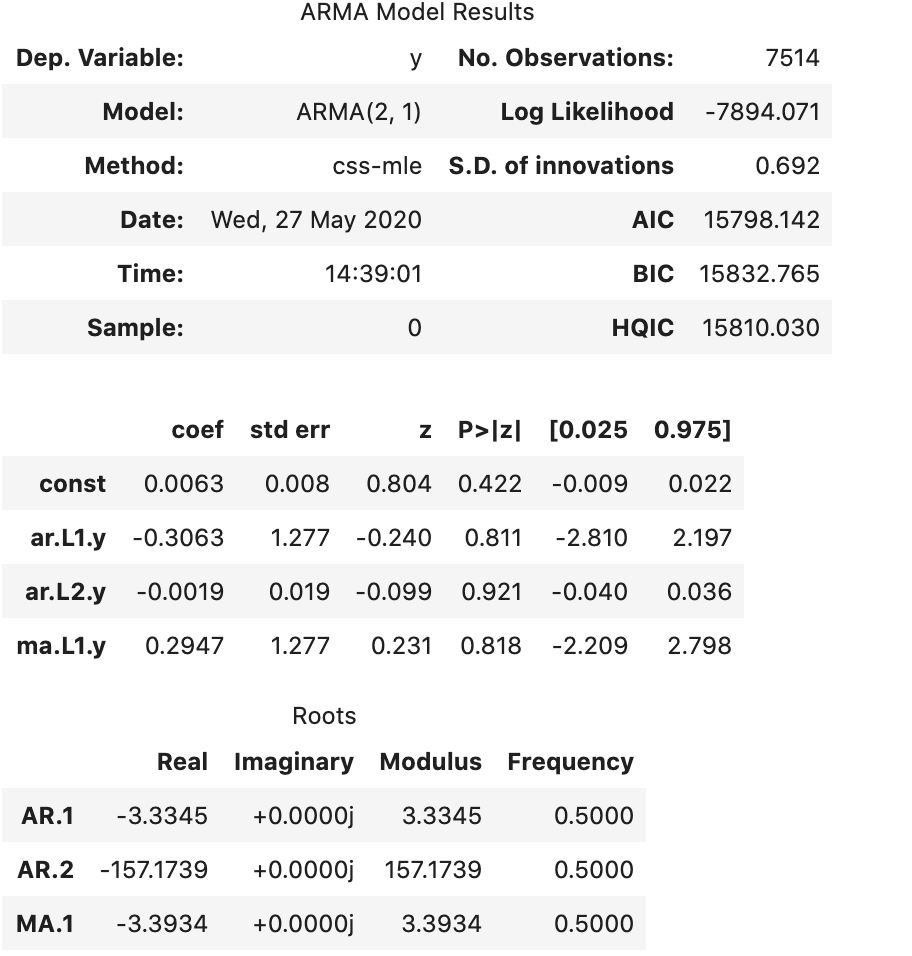 ARMA Model Results
Dep. Variable: y No. Observations: 7514
Model: ARMA(2, 1) Log Likelihood -7894.071
Method: css-mle S.D. of innovations 0.692
Date: Wed, 27 May 2020 AIC 15798.142
Time: 14:39:01 BIC 15832.765
Sample: 0 HQIC 15810.030
coef std err z P>|z| [0.025 0.975]
const 0.0063 0.008 0.804 0.422 -0.009 0.022
ar.L1.y -0.3063 1.277 -0.240 0.811 -2.810 2.197
ar.L2.y -0.0019 0.019 -0.099 0.921 -0.040 0.036
ma.L1.y 0.2947 1.277 0.231 0.818 -2.209 2.798
Roots
Real Imaginary Modulus Frequency
AR.1 -3.3345 +0.0000j 3.3345 0.5000
AR.2 -157.1739 +0.0000j 157.1739 0.5000
MA.1 -3.3934 +0.0000j 3.3934 0.5000